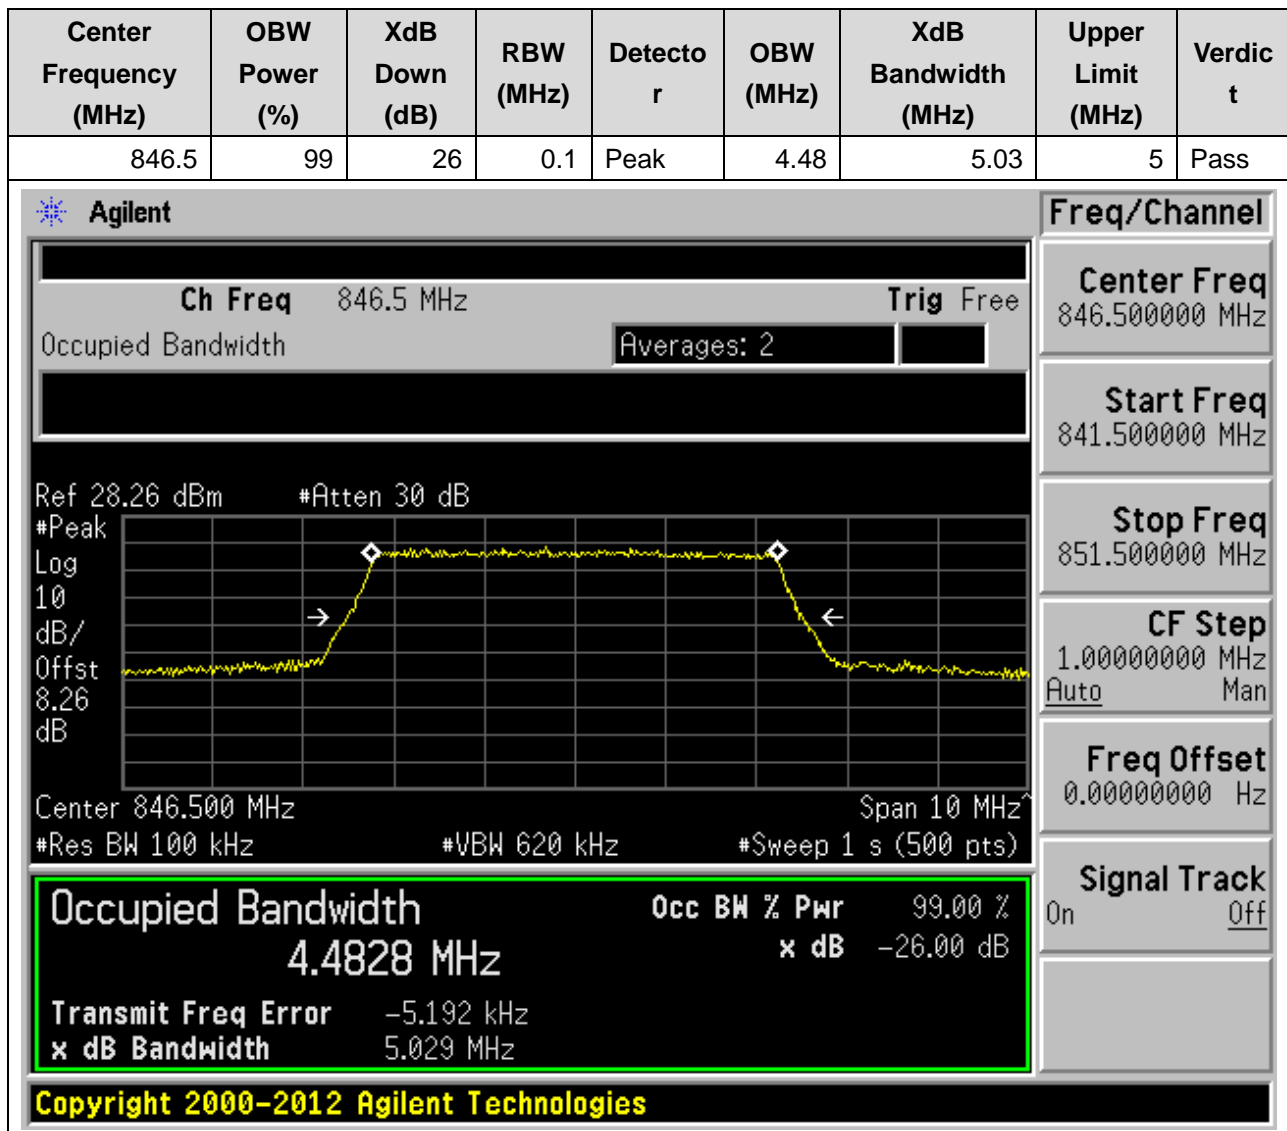 Center Frequency (MHz) | OBW Power (%) | XdB Down (dB) | RBW (MHz) | Detector | OBW (MHz) | XdB Bandwidth (MHz) | Upper Limit (MHz) | Verdict
846.5 | 99 | 26 | 0.1 | Peak | 4.48 | 5.03 | 5 | Pass
Agilent
Freq/Channel
Ch Freq 846.5 MHz Trig Free
Occupied Bandwidth Averages: 2
Center Freq
846.500000 MHz
Start Freq
841.500000 MHz
Stop Freq
851.500000 MHz
CF Step
1.00000000 MHz
Auto Man
Freq Offset
0.00000000 Hz
Signal Track
On Off
Ref 28.26 dBm #Atten 30 dB
#Peak
Log
10
dB/
Offst
8.26
dB
Center 846.500 MHz Span 10 MHz^
#Res BW 100 kHz #VBW 620 kHz #Sweep 1 s (500 pts)
Occupied Bandwidth
4.4828 MHz
Occ BW % Pwr 99.00 %
x dB -26.00 dB
Transmit Freq Error -5.192 kHz
x dB Bandwidth 5.029 MHz
Copyright 2000-2012 Agilent Technologies